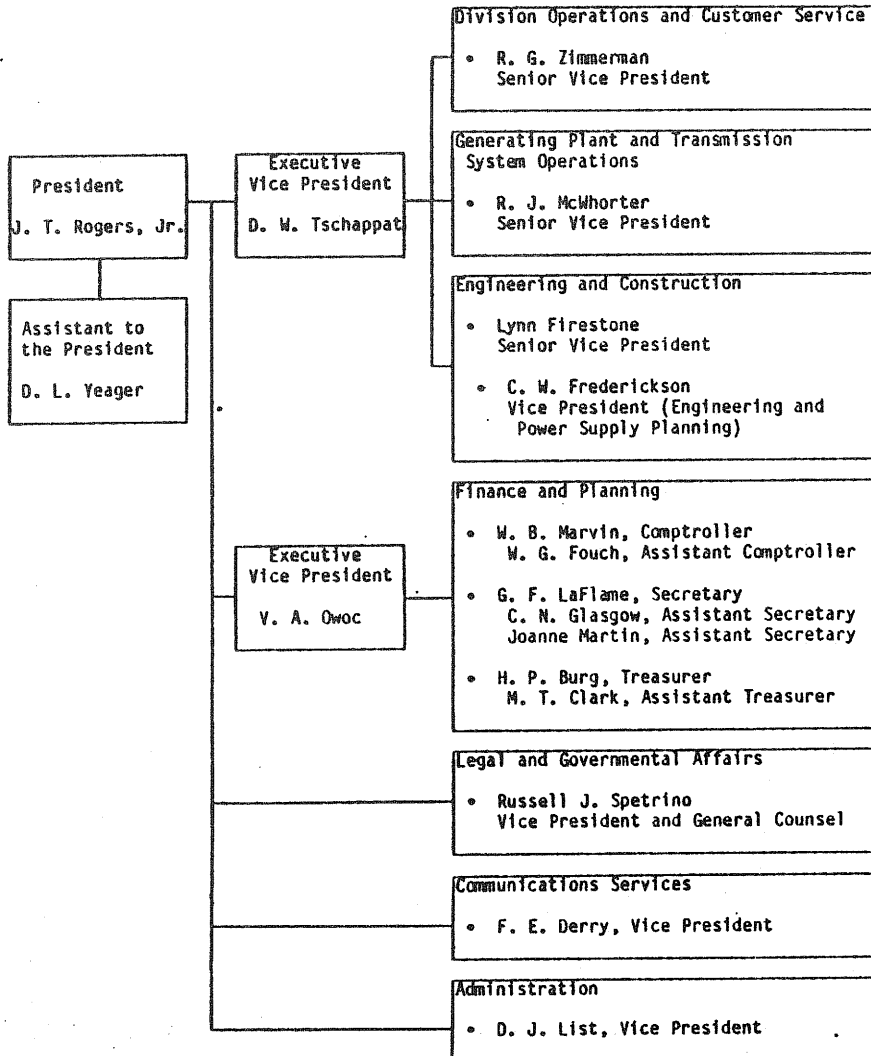 President
J. T. Rogers, Jr.
Assistant to
the President
D. L. Yeager
Executive
Vice President
D. W. Tschappat
Division Operations and Customer Service
• R. G. Zimmerman
Senior Vice President
Generating Plant and Transmission
System Operations
• R. J. McWhorter
Senior Vice President
Engineering and Construction
• Lynn Firestone
Senior Vice President
• C. W. Frederickson
Vice President (Engineering and
Power Supply Planning)
Executive
Vice President
V. A. Owoc
Finance and Planning
• W. B. Marvin, Comptroller
W. G. Fouch, Assistant Comptroller
• G. F. LaFlame, Secretary
C. N. Glasgow, Assistant Secretary
Joanne Martin, Assistant Secretary
• H. P. Burg, Treasurer
M. T. Clark, Assistant Treasurer
Legal and Governmental Affairs
• Russell J. Spetrino
Vice President and General Counsel
Communications Services
• F. E. Derry, Vice President
Administration
• D. J. List, Vice President